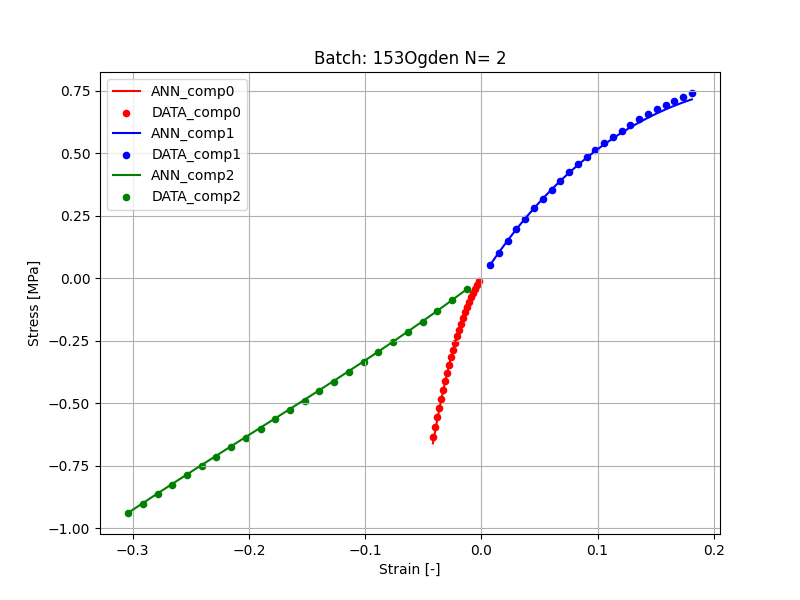 Batch: 153Ogden N= 2
ANN_comp0
DATA_comp0
ANN_comp1
DATA_comp1
ANN_comp2
DATA_comp2
0.75
0.50
0.25
0.00
−0.25
−0.50
−0.75
−1.00
Stress [MPa]
−0.3
−0.2
−0.1
0.0
0.1
0.2
Strain [-]